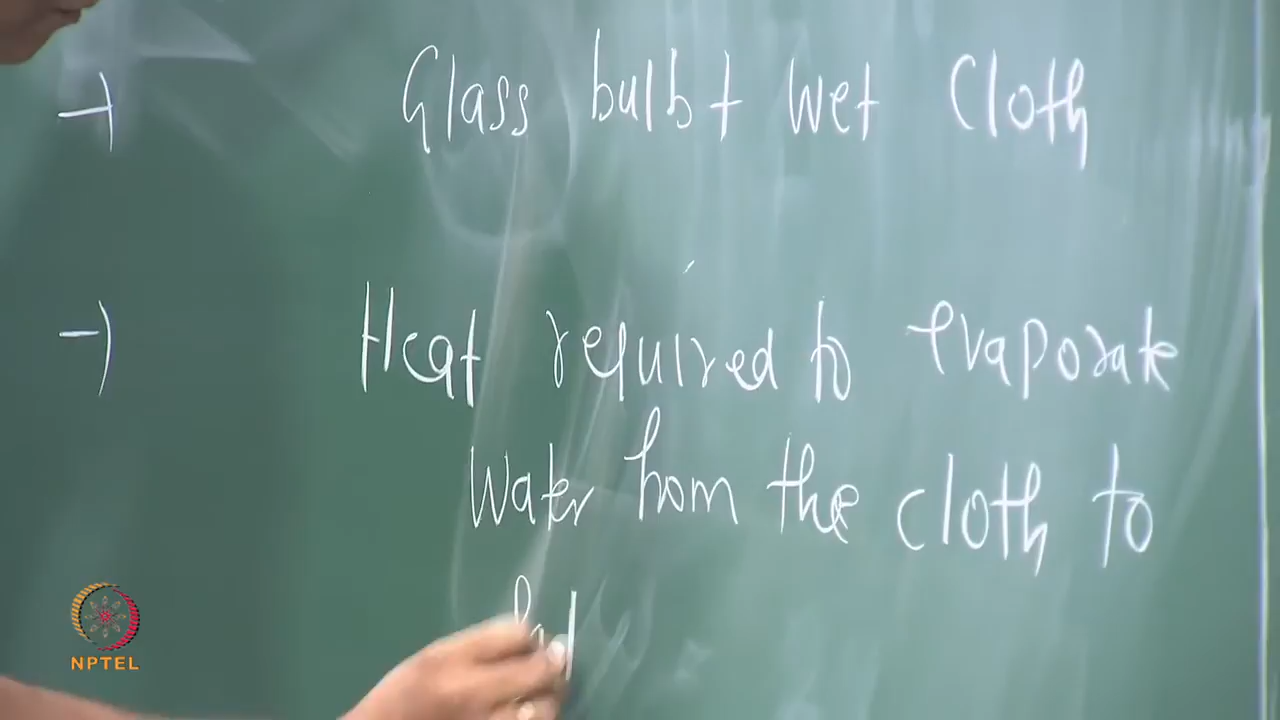 → Glass bulb + wet cloth
→ Heat required to evaporate
water from the cloth to
NPTEL